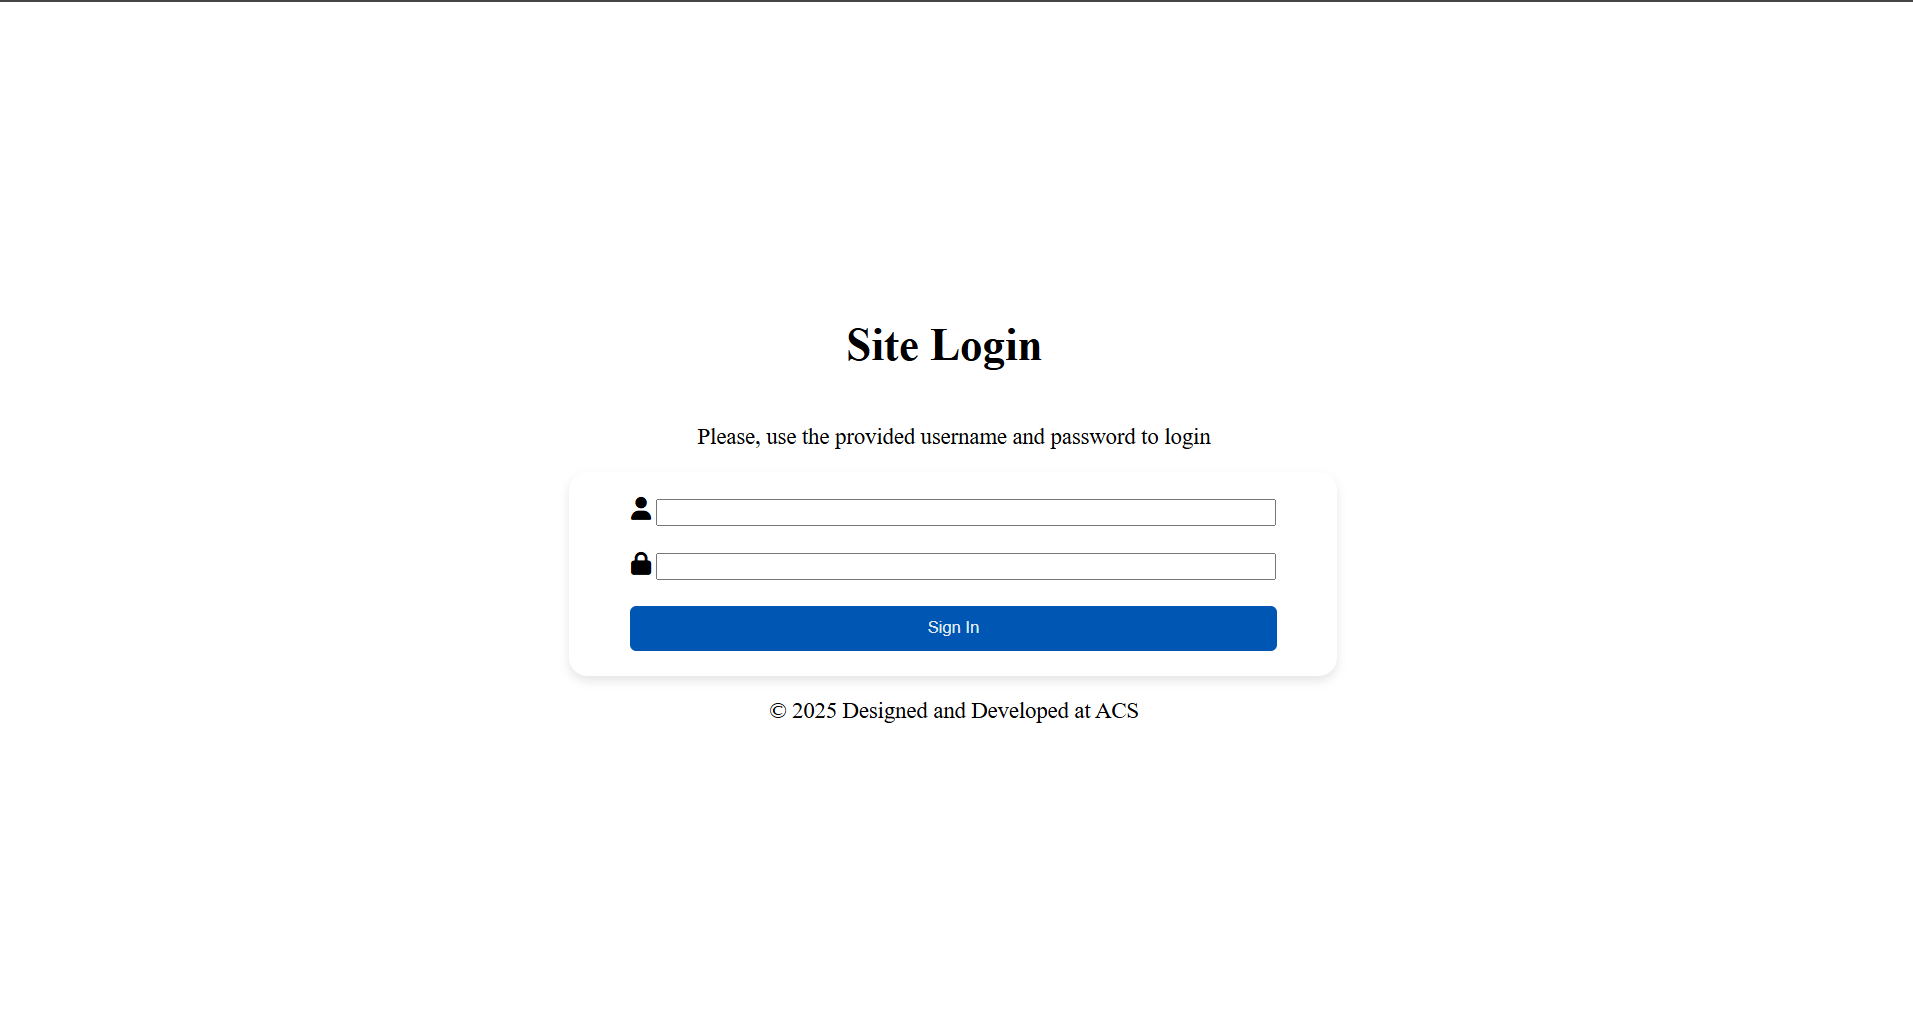 Site Login
Please, use the provided username and password to login
Sign In
© 2025 Designed and Developed at ACS